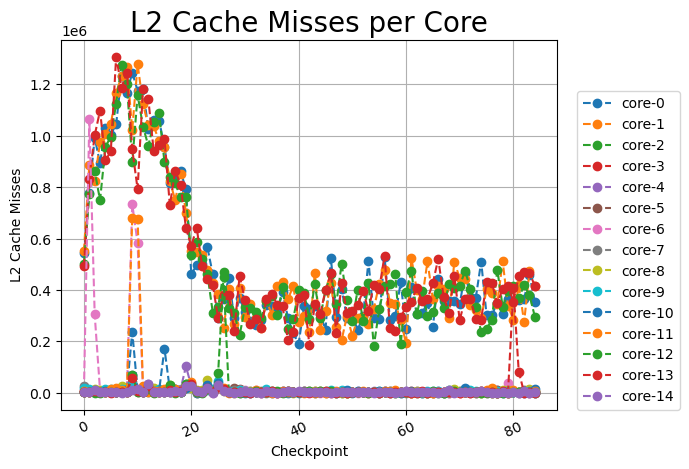 L2 Cache Misses per Core
1e6
1.2
1.0
0.8
0.6
0.4
0.2
0.0
L2 Cache Misses
0
20
40
60
80
Checkpoint
core-0
core-1
core-2
core-3
core-4
core-5
core-6
core-7
core-8
core-9
core-10
core-11
core-12
core-13
core-14